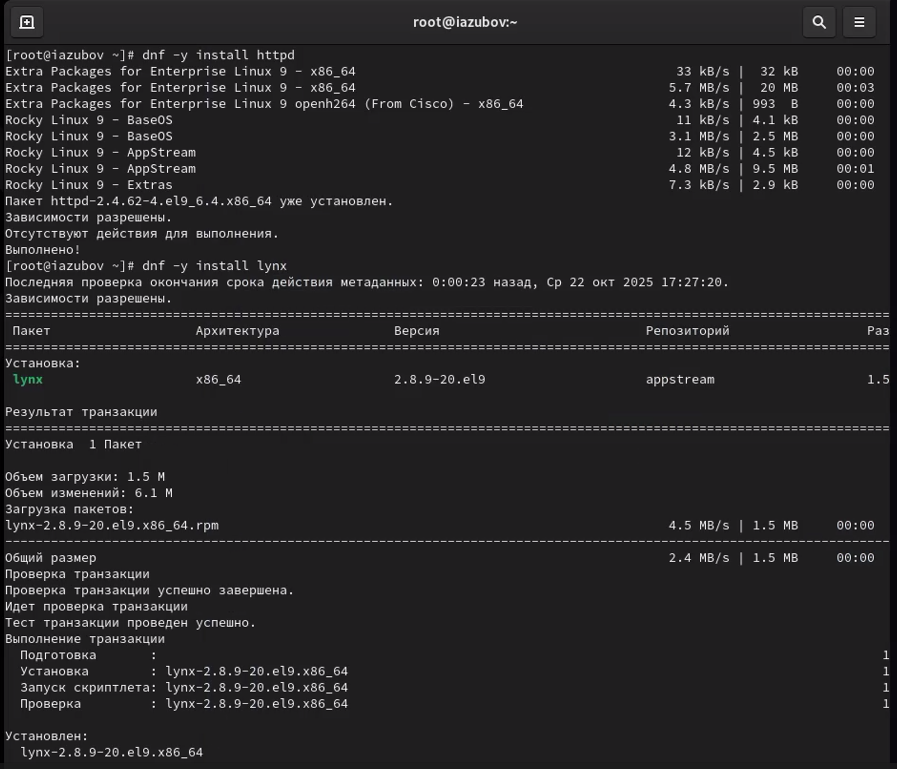 root@iazubov:~
[root@iazubov ~]# dnf -y install httpd
Extra Packages for Enterprise Linux 9 - x86_64 33 kB/s | 32 kB 00:00
Extra Packages for Enterprise Linux 9 - x86_64 5.7 MB/s | 20 MB 00:03
Extra Packages for Enterprise Linux 9 openh264 (From Cisco) - x86_64 4.3 kB/s | 993 B 00:00
Rocky Linux 9 - BaseOS 11 kB/s | 4.1 kB 00:00
Rocky Linux 9 - BaseOS 3.1 MB/s | 2.5 MB 00:00
Rocky Linux 9 - AppStream 12 kB/s | 4.5 kB 00:00
Rocky Linux 9 - AppStream 4.8 MB/s | 9.5 MB 00:01
Rocky Linux 9 - Extras 7.3 kB/s | 2.9 kB 00:00
Пакет httpd-2.4.62-4.el9_6.4.x86_64 уже установлен.
Зависимости разрешены.
Отсутствуют действия для выполнения.
Выполнено!
[root@iazubov ~]# dnf -y install lynx
Последняя проверка окончания срока действия метаданных: 0:00:23 назад, Ср 22 окт 2025 17:27:20.
Зависимости разрешены.
================================================================================
Пакет Архитектура Версия Репозиторий Раз
================================================================================
Установка:
lynx x86_64 2.8.9-20.el9 appstream 1.5
Результат транзакции
================================================================================
Установка 1 Пакет
Объем загрузки: 1.5 M
Объем изменений: 6.1 M
Загрузка пакетов:
lynx-2.8.9-20.el9.x86_64.rpm 4.5 MB/s | 1.5 MB 00:00
--------------------------------------------------------------------------------
Общий размер 2.4 MB/s | 1.5 MB 00:00
Проверка транзакции
Проверка транзакции успешно завершена.
Идет проверка транзакции
Тест транзакции проведен успешно.
Выполнение транзакции
Подготовка : 1
Установка : lynx-2.8.9-20.el9.x86_64 1
Запуск скриптлета: lynx-2.8.9-20.el9.x86_64 1
Проверка : lynx-2.8.9-20.el9.x86_64 1
Установлен:
lynx-2.8.9-20.el9.x86_64